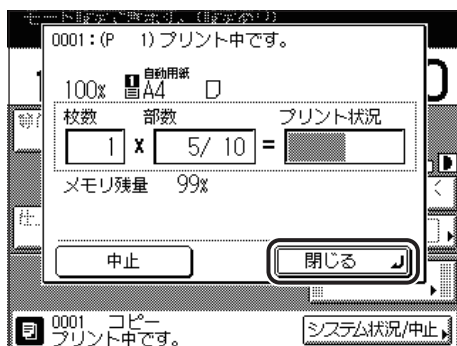 0001:(P 1)プリント中です。
自動用紙
100% 1 A4
枚数 部数 プリント状況
1 X 5/ 10 =
メモリ残量 99%
中止 閉じる
0001 コピー
プリント中です。 システム状況/中止